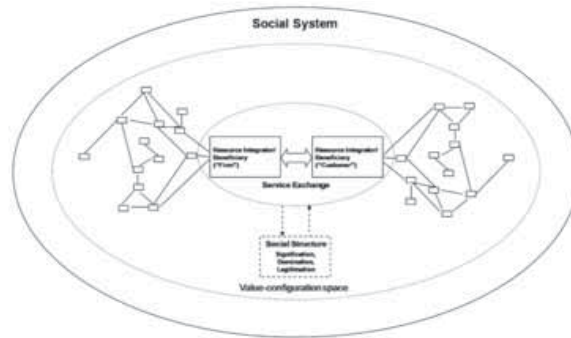 Social System
Resource Integrator/
Beneficiary
("Firm")
Resource Integrator/
Beneficiary
("Customer")
Service Exchange
Social Structure
Signification,
Domination,
Legitimation
Value-configuration space